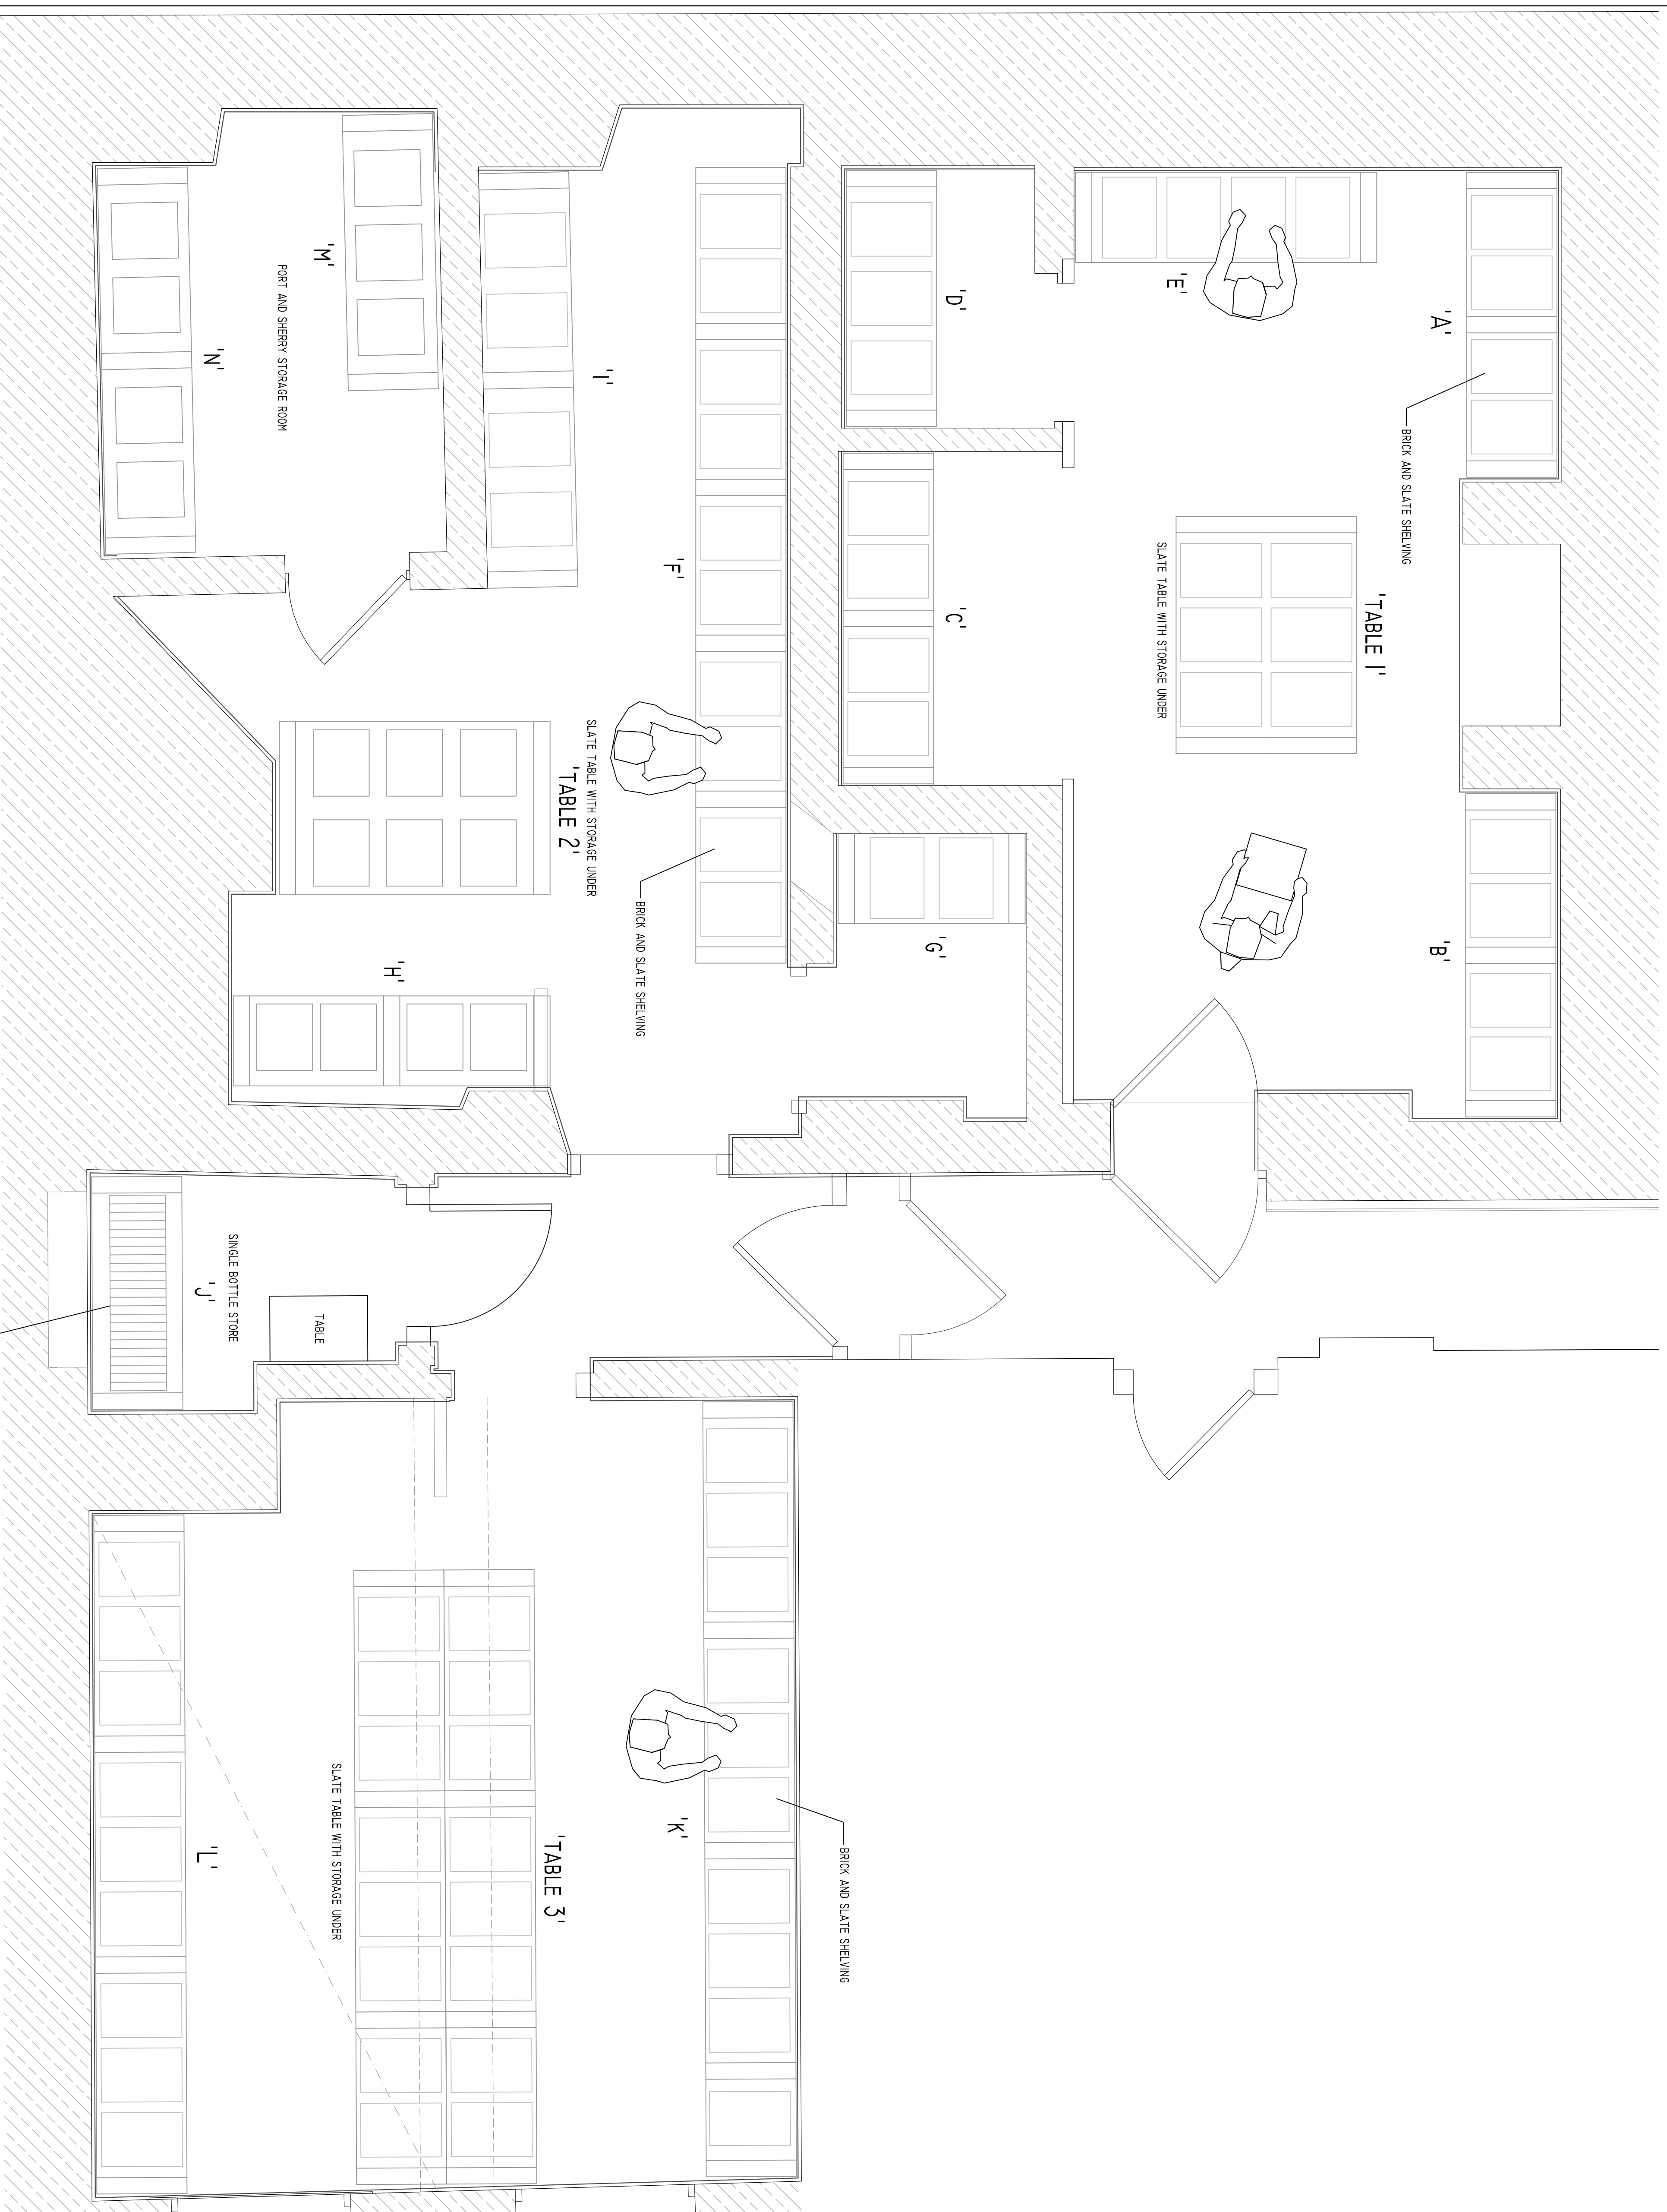 'A'
BRICK AND SLATE SHELVING
'B'
'TABLE 1'
SLATE TABLE WITH STORAGE UNDER
'E'
'D'
'C'
'G'
'F'
BRICK AND SLATE SHELVING
'I'
SLATE TABLE WITH STORAGE UNDER
'TABLE 2'
'H'
'M'
PORT AND SHERRY STORAGE ROOM
'N'
TABLE
SINGLE BOTTLE STORE
'J'
BRICK AND SLATE SHELVING
'K'
'TABLE 3'
SLATE TABLE WITH STORAGE UNDER
'L'